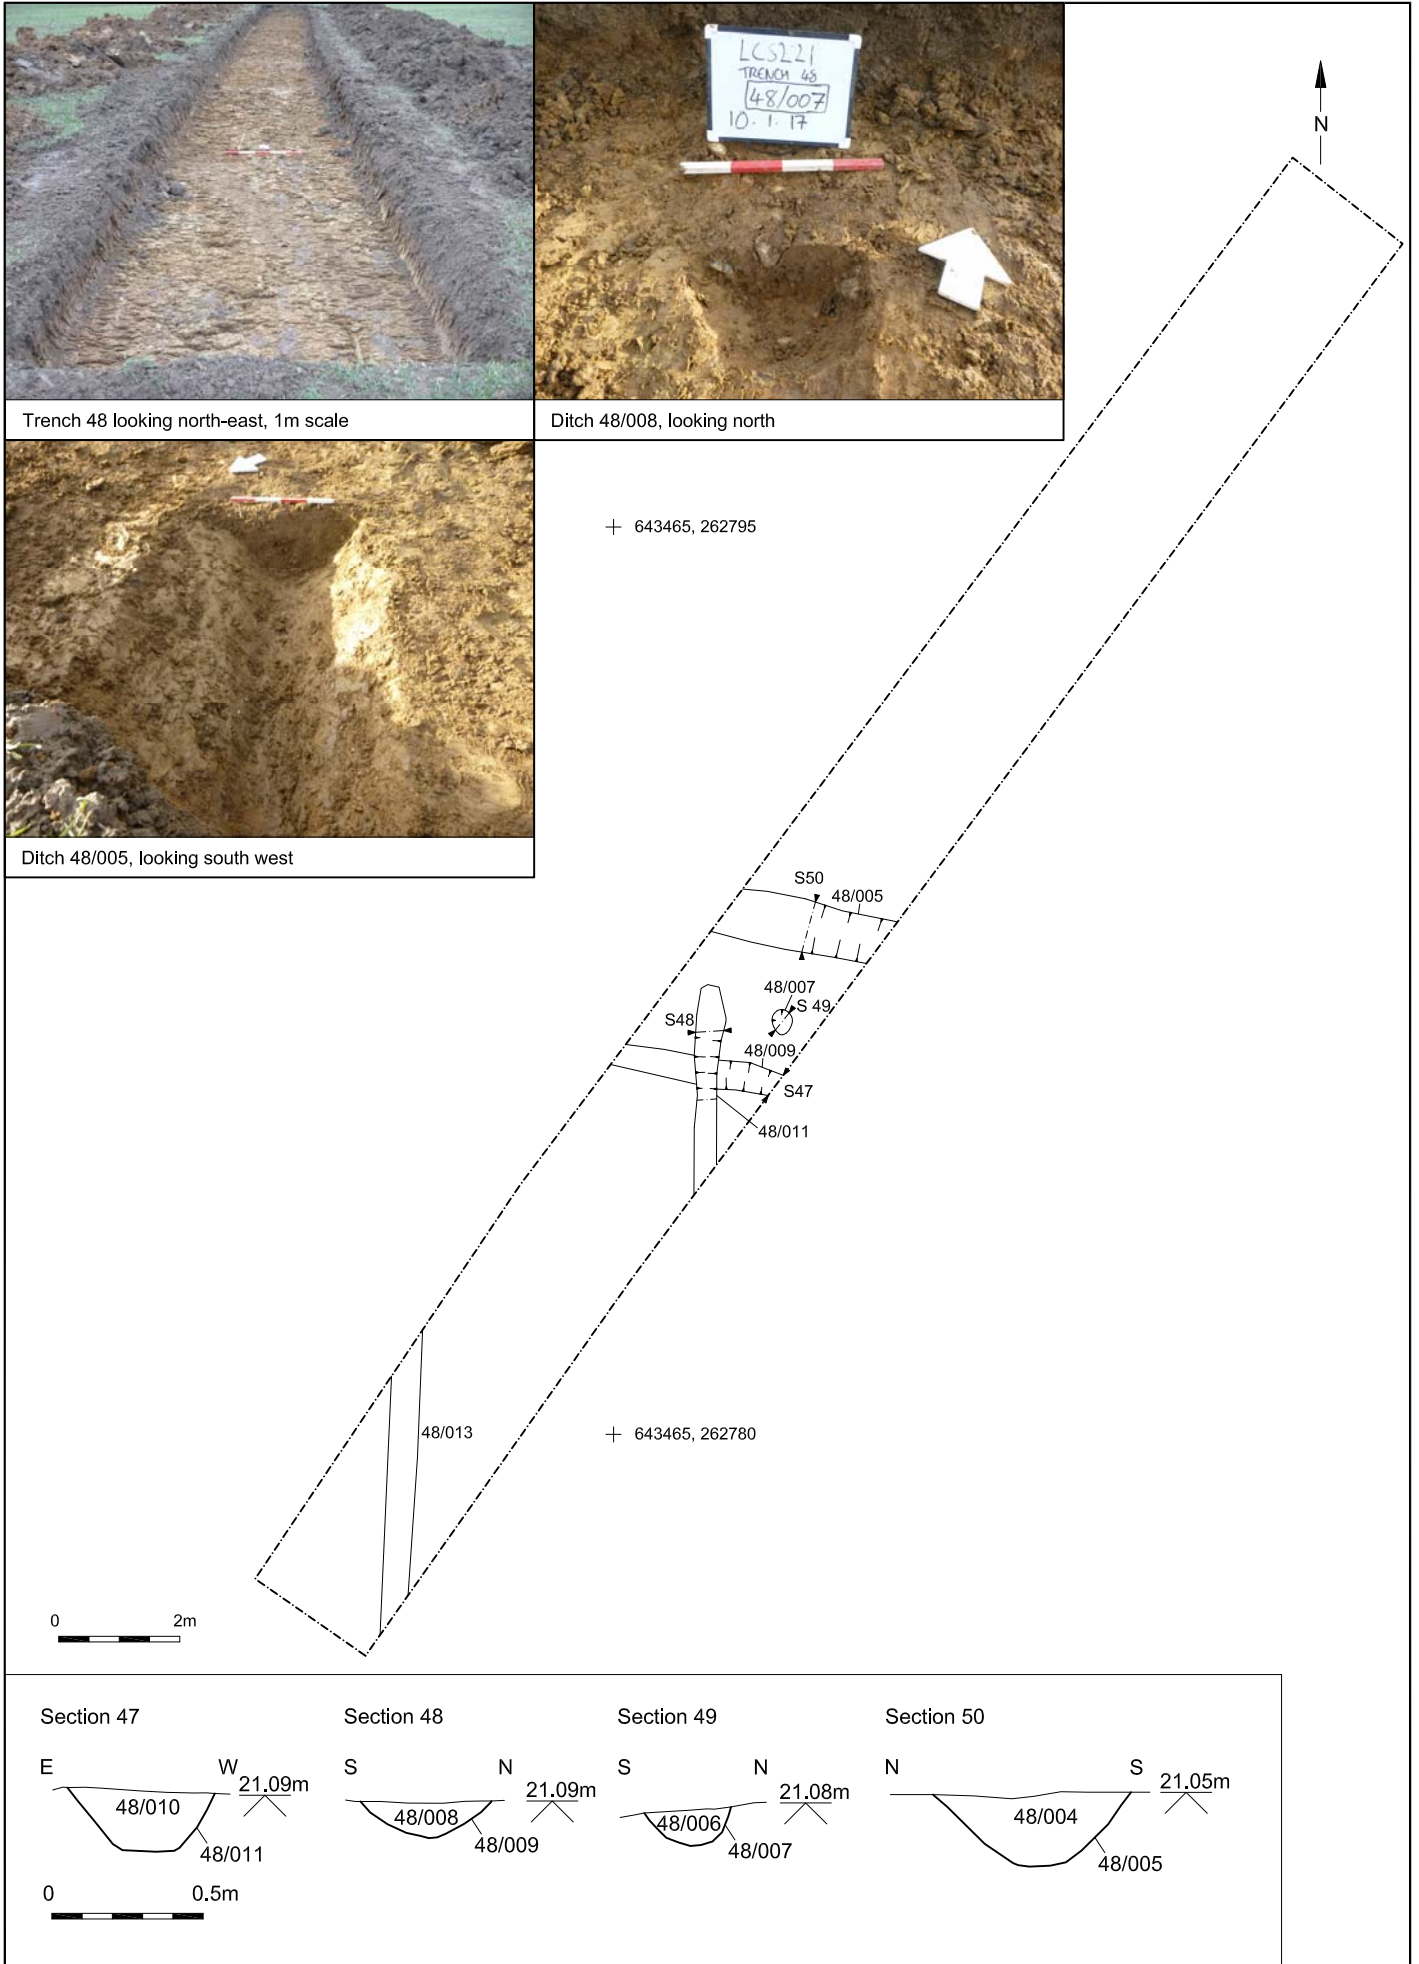 LCS221
TRENCH 48
48/007
10.1.17
N
Trench 48 looking north-east, 1m scale
Ditch 48/008, looking north
643465, 262795
Ditch 48/005, looking south west
S50
48/005
48/007
S 49
S48
48/009
S47
48/011
48/013
643465, 262780
0 2m
Section 47
Section 48
Section 49
Section 50
E W
21.09m
48/010
48/011
S N
21.09m
48/008
48/009
S N
21.08m
48/006
48/007
N S
21.05m
48/004
48/005
0 0.5m